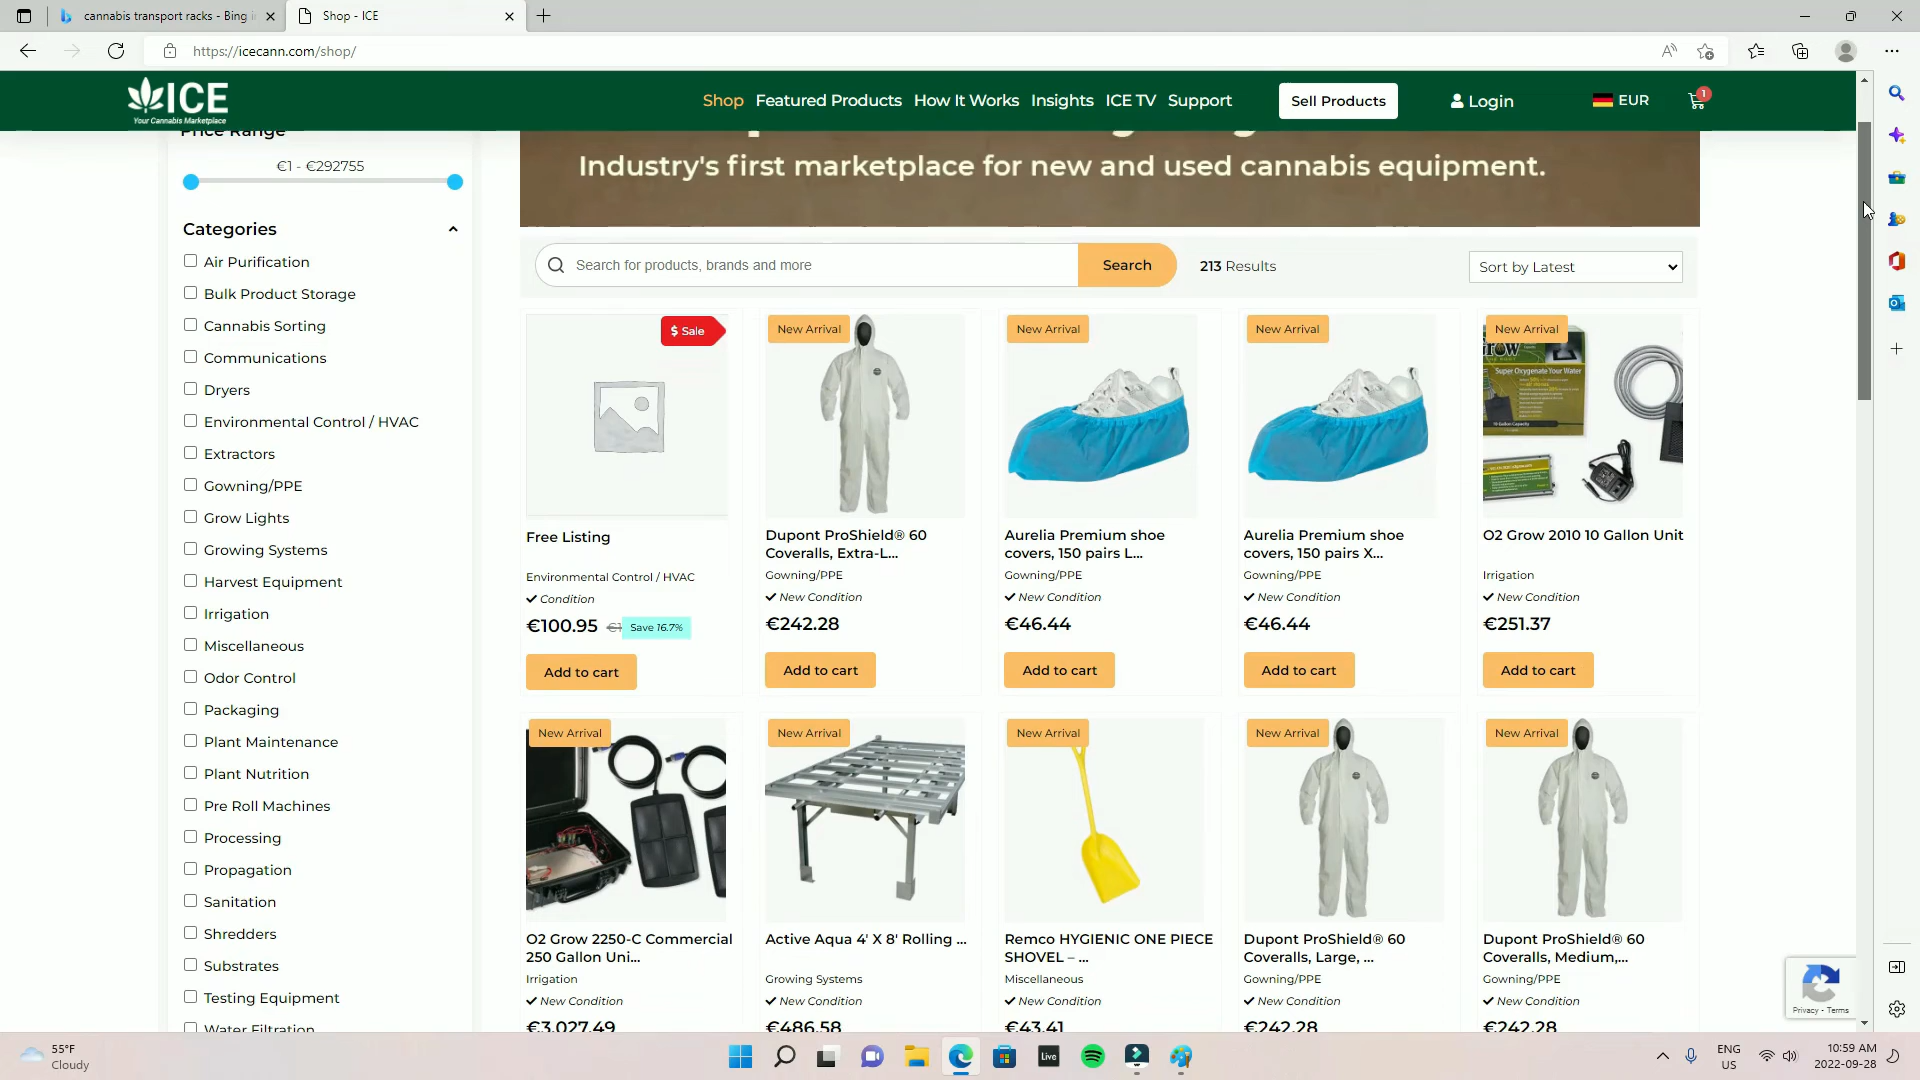 cannabis transport racks - Bing i
Shop - ICE
https://icecann.com/shop/
ICE
Your Cannabis Marketplace
Shop Featured Products How It Works Insights ICE TV Support Sell Products Login EUR 1
Price Range
€1 - €292755
Industry's first marketplace for new and used cannabis equipment.
Search for products, brands and more Search 213 Results Sort by Latest
Categories
Air Purification
Bulk Product Storage
Cannabis Sorting
Communications
Dryers
Environmental Control / HVAC
Extractors
Gowning/PPE
Grow Lights
Growing Systems
Harvest Equipment
Irrigation
Miscellaneous
Odor Control
Packaging
Plant Maintenance
Plant Nutrition
Pre Roll Machines
Processing
Propagation
Sanitation
Shredders
Substrates
Testing Equipment
Water Filtration
$ Sale
Free Listing
Environmental Control / HVAC
Condition
€100.95 €1 Save 16.7%
Add to cart
New Arrival
Dupont ProShield® 60
Coveralls, Extra-L...
Gowning/PPE
New Condition
€242.28
Add to cart
New Arrival
Aurelia Premium shoe
covers, 150 pairs L...
Gowning/PPE
New Condition
€46.44
Add to cart
New Arrival
Aurelia Premium shoe
covers, 150 pairs X...
Gowning/PPE
New Condition
€46.44
Add to cart
New Arrival
Super Oxygenate Your Water
O2 Grow 2010 10 Gallon Unit
Irrigation
New Condition
€251.37
Add to cart
New Arrival
O2 Grow 2250-C Commercial
250 Gallon Uni...
Irrigation
New Condition
€3,027.49
New Arrival
Active Aqua 4' X 8' Rolling ...
Growing Systems
New Condition
€486.58
New Arrival
Remco HYGIENIC ONE PIECE
SHOVEL – ...
Miscellaneous
New Condition
€43.41
New Arrival
Dupont ProShield® 60
Coveralls, Large, ...
Gowning/PPE
New Condition
€242.28
New Arrival
Dupont ProShield® 60
Coveralls, Medium,...
Gowning/PPE
New Condition
€242.28
Privacy - Terms
55°F
Cloudy
Live
ENG
US
10:59 AM
2022-09-28